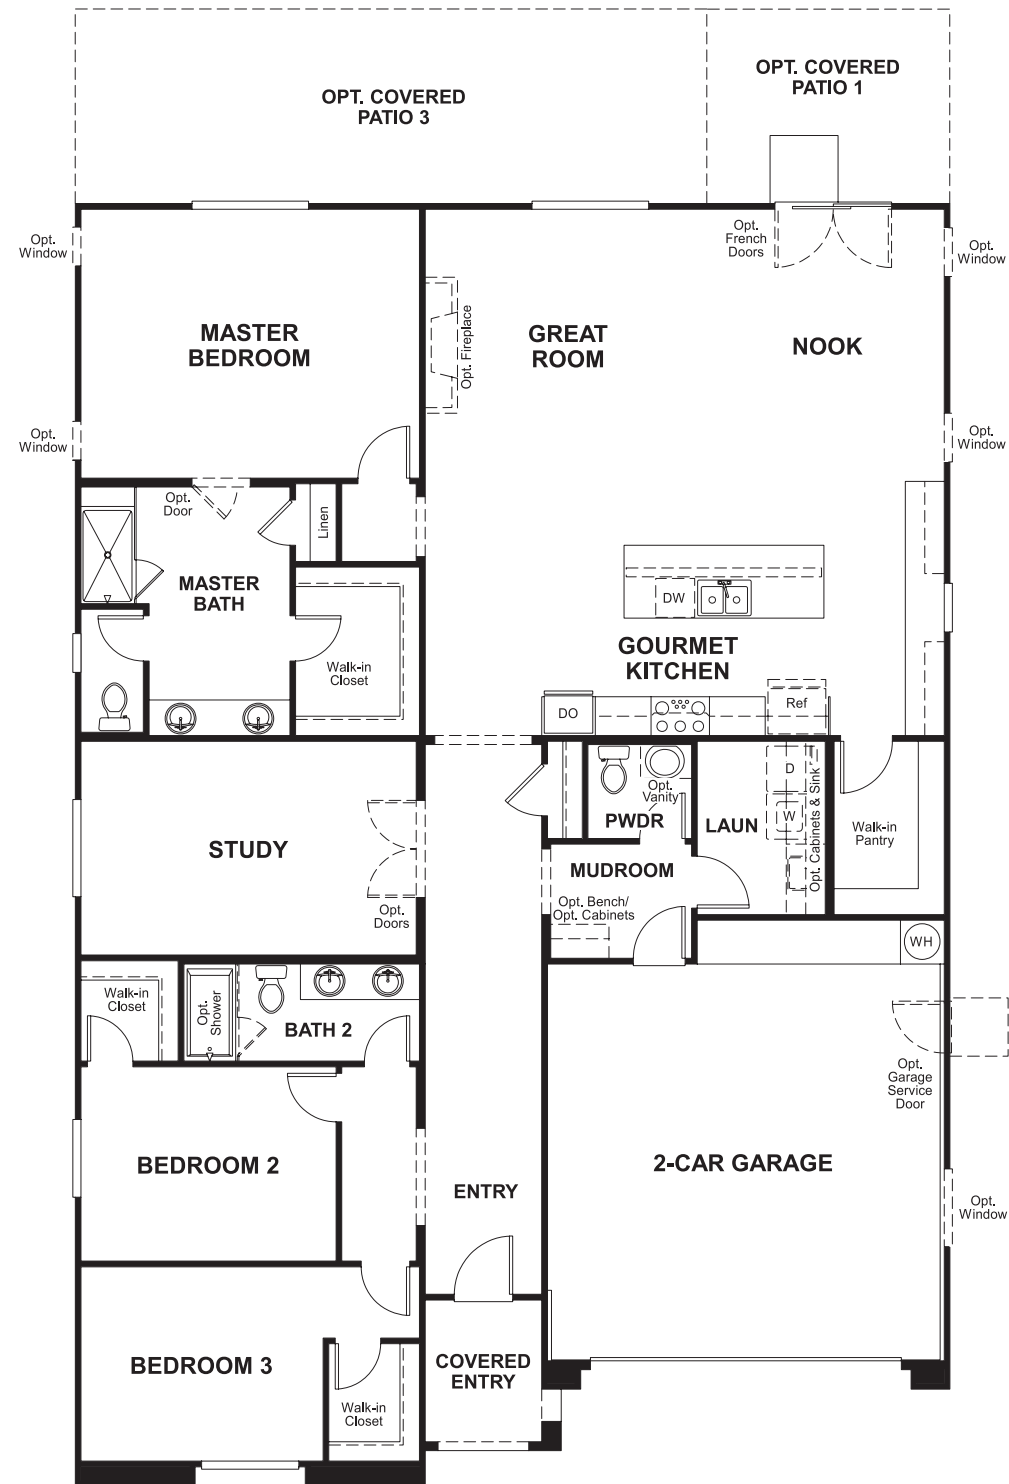 OPT. COVERED
PATIO 3
OPT. COVERED
PATIO 1
Opt.
Window
Opt.
French
Doors
Opt.
Window
MASTER
BEDROOM
Opt. Fireplace
GREAT
ROOM
NOOK
Opt.
Window
Opt.
Window
Opt.
Door
Linen
MASTER
BATH
DW
Walk-in
Closet
GOURMET
KITCHEN
DO
Ref
STUDY
Opt.
Doors
Opt.
Vanity
PWDR
LAUN
D
W
Opt. Cabinets & Sink
Walk-in
Pantry
MUDROOM
Opt. Bench/
Opt. Cabinets
WH
Walk-in
Closet
Opt.
Shower
BATH 2
Opt.
Garage
Service
Door
BEDROOM 2
ENTRY
2-CAR GARAGE
Opt.
Window
BEDROOM 3
Walk-in
Closet
COVERED
ENTRY